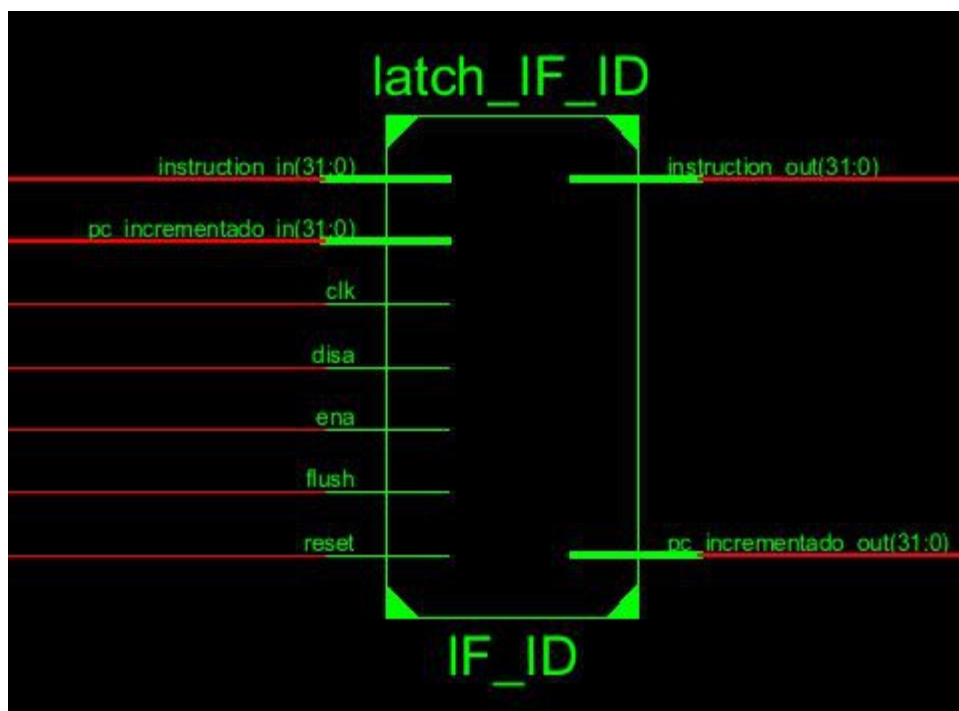 latch_IF_ID
instruction_in(31:0)
instruction_out(31:0)
pc_incrementado_in(31:0)
clk
disa
ena
flush
reset
pc_incrementado_out(31:0)
IF_ID